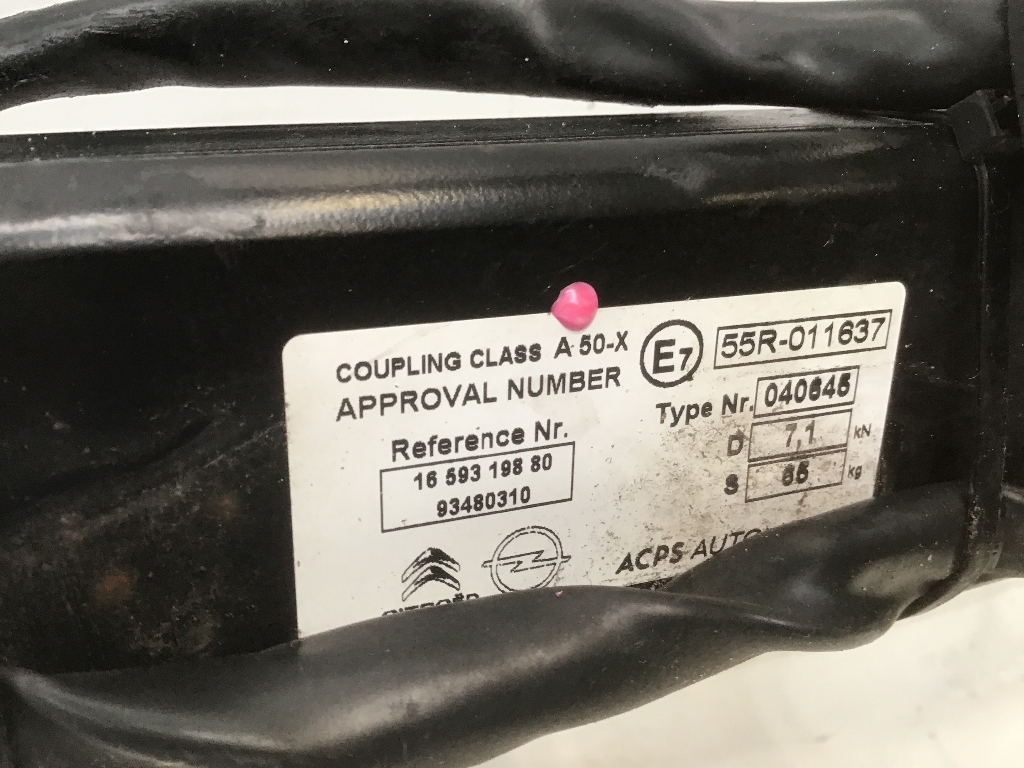 COUPLING CLASS A 50-X
APPROVAL NUMBER
E7
55R-011637
Reference Nr.
16 593 198 80
93480310
Type Nr.
D 7,1 kN
S kg
CITROËN
ACPS